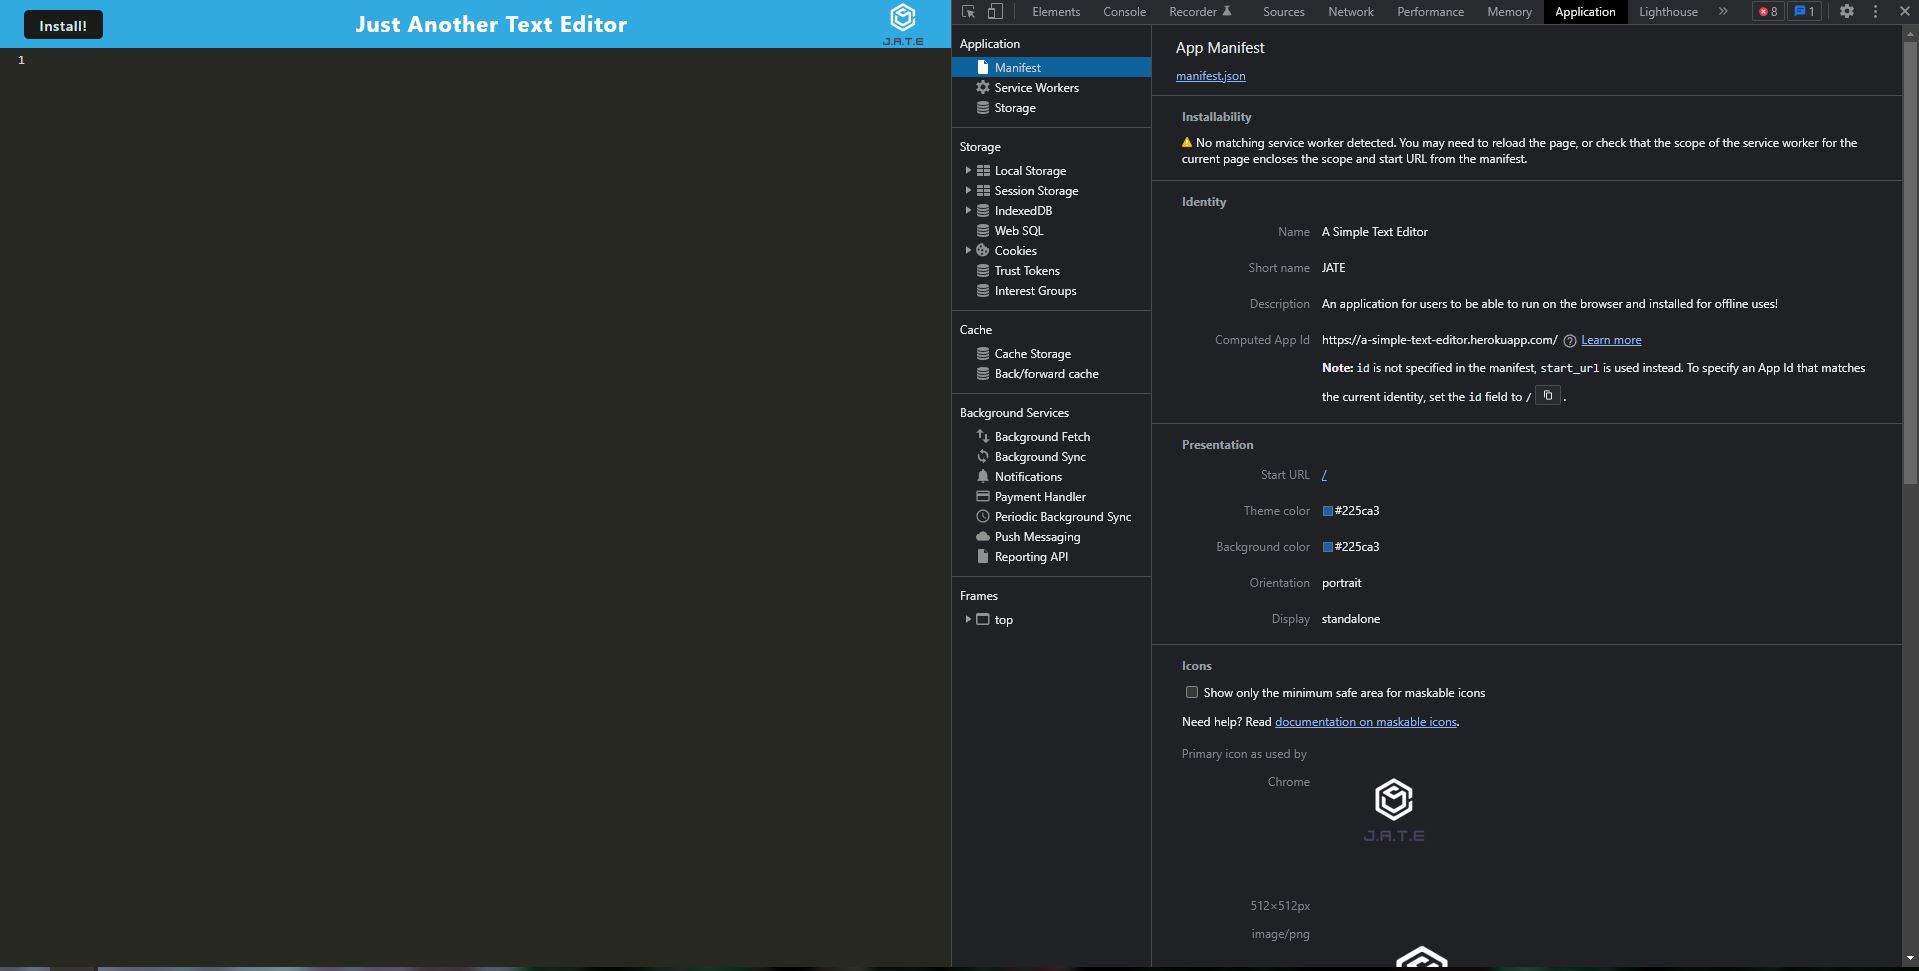 Install!
Just Another Text Editor
J.A.T.E
1
Elements Console Recorder Sources Network Performance Memory Application Lighthouse » 8 1
Application
Manifest
Service Workers
Storage
Storage
Local Storage
Session Storage
IndexedDB
Web SQL
Cookies
Trust Tokens
Interest Groups
Cache
Cache Storage
Back/forward cache
Background Services
Background Fetch
Background Sync
Notifications
Payment Handler
Periodic Background Sync
Push Messaging
Reporting API
Frames
top
App Manifest
manifest.json
Installability
No matching service worker detected. You may need to reload the page, or check that the scope of the service worker for the
current page encloses the scope and start URL from the manifest.
Identity
Name A Simple Text Editor
Short name JATE
Description An application for users to be able to run on the browser and installed for offline uses!
Computed App Id https://a-simple-text-editor.herokuapp.com/ Learn more
Note: id is not specified in the manifest, start_url is used instead. To specify an App Id that matches
the current identity, set the id field to / .
Presentation
Start URL /
Theme color #225ca3
Background color #225ca3
Orientation portrait
Display standalone
Icons
Show only the minimum safe area for maskable icons
Need help? Read documentation on maskable icons.
Primary icon as used by
Chrome
J.A.T.E
512×512px
image/png